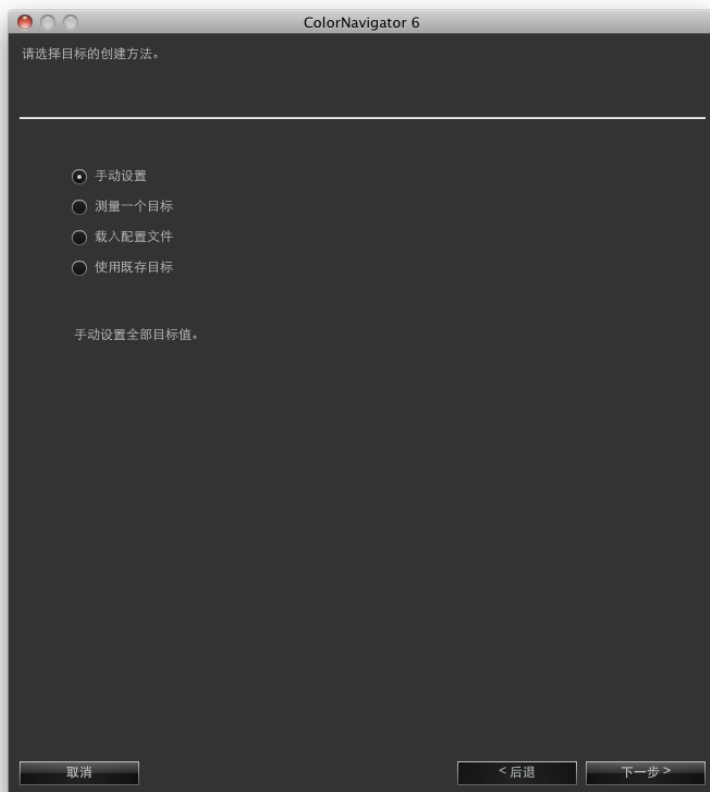 ColorNavigator 6
请选择目标的创建方法。
手动设置
测量一个目标
载入配置文件
使用既存目标
手动设置全部目标值。
取消
< 后退
下一步 >